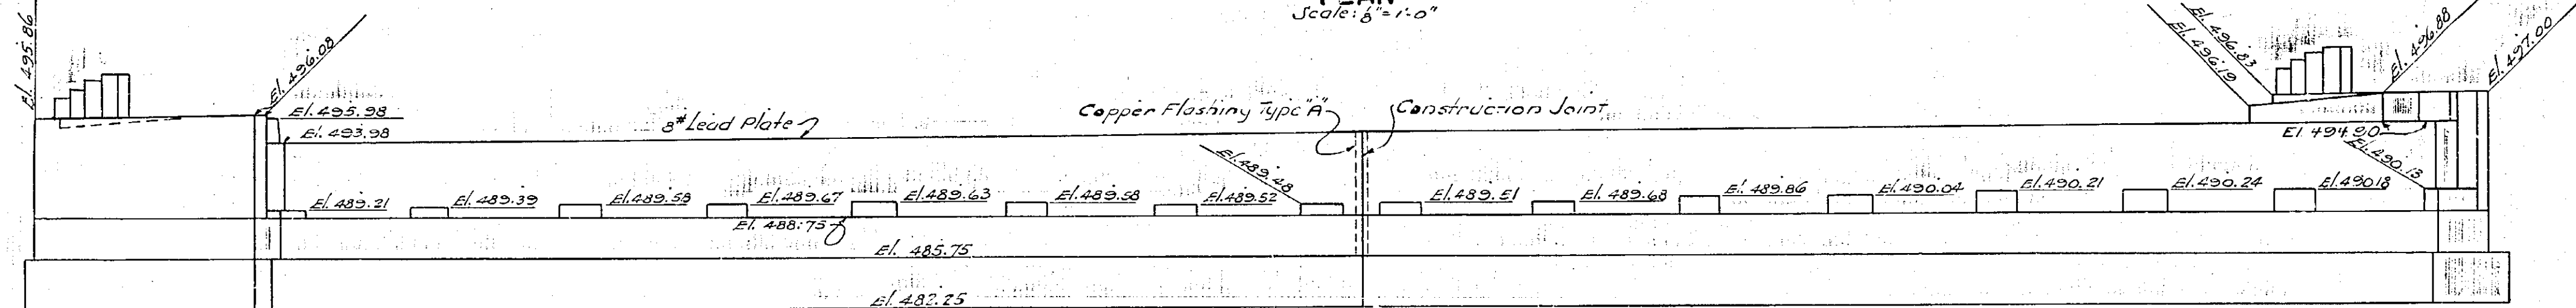 Scale: 1/8"=1'-0"
El. 495.86
El. 496.08
El. 495.98
El. 493.98
8# Lead Plate
Copper Flashing Type "A"
Construction Joint
El. 496.83
El. 496.19
El. 496.88
El. 497.00
El. 494.90
El. 490.13
El. 489.48
El. 489.21
El. 489.39
El. 489.58
El. 489.67
El. 489.63
El. 489.58
El. 489.52
El. 489.51
El. 489.68
El. 489.86
El. 490.04
El. 490.21
El. 490.24
El. 490.18
El. 488.75
El. 485.75
El. 482.25